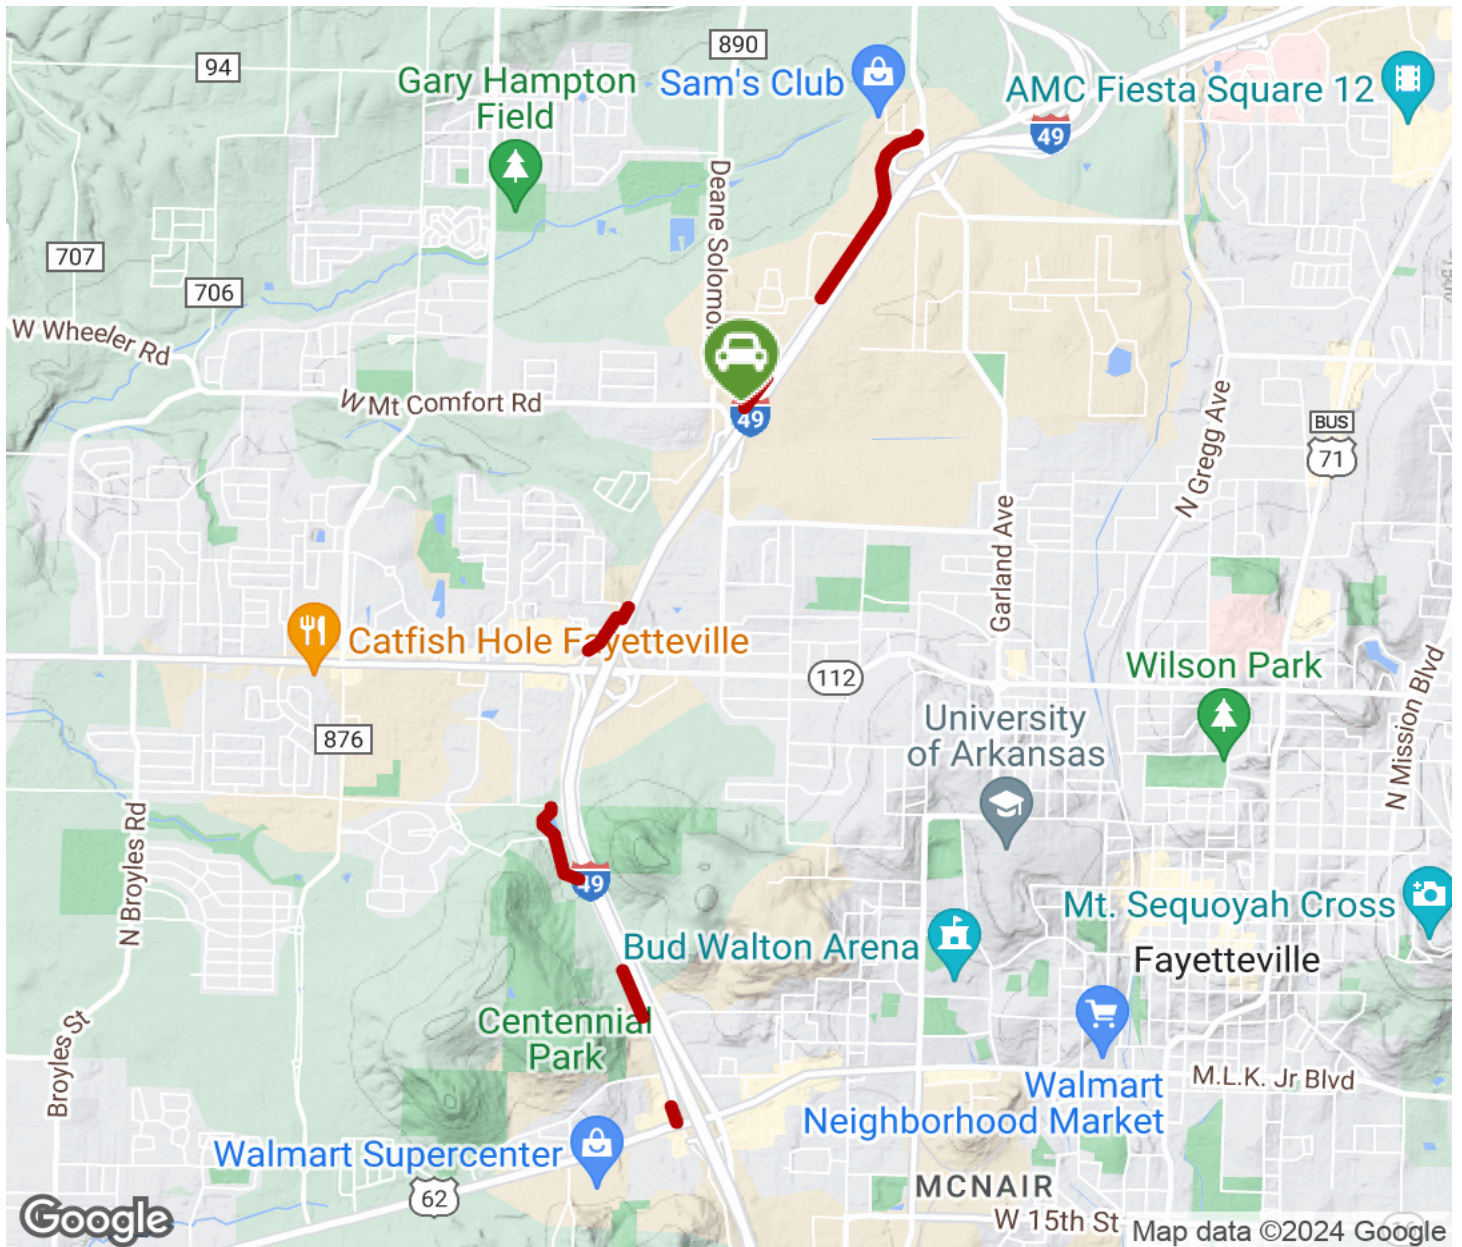 890
94
Gary Hampton
Field
Sam's Club
AMC Fiesta Square 12
49
Deane Solomo
707
706
W Wheeler Rd
W Mt Comfort Rd
49
N Gregg Ave
BUS
71
Garland Ave
Catfish Hole Fayetteville
112
Wilson Park
N Mission Blvd
876
University
of Arkansas
N Broyles Rd
49
Mt. Sequoyah Cross
Bud Walton Arena
Fayetteville
Centennial
Park
Broyles St
M.L.K. Jr Blvd
Walmart
Neighborhood Market
Walmart Supercenter
62
MCNAIR
W 15th St
Google
Map data ©2024 Google